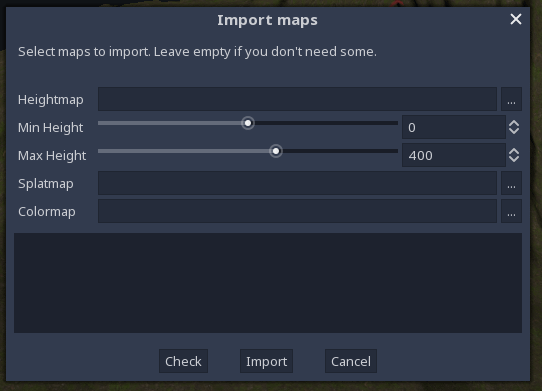 Import maps
Select maps to import. Leave empty if you don't need some.
Heightmap ...
Min Height 0
Max Height 400
Splatmap ...
Colormap ...
Check Import Cancel